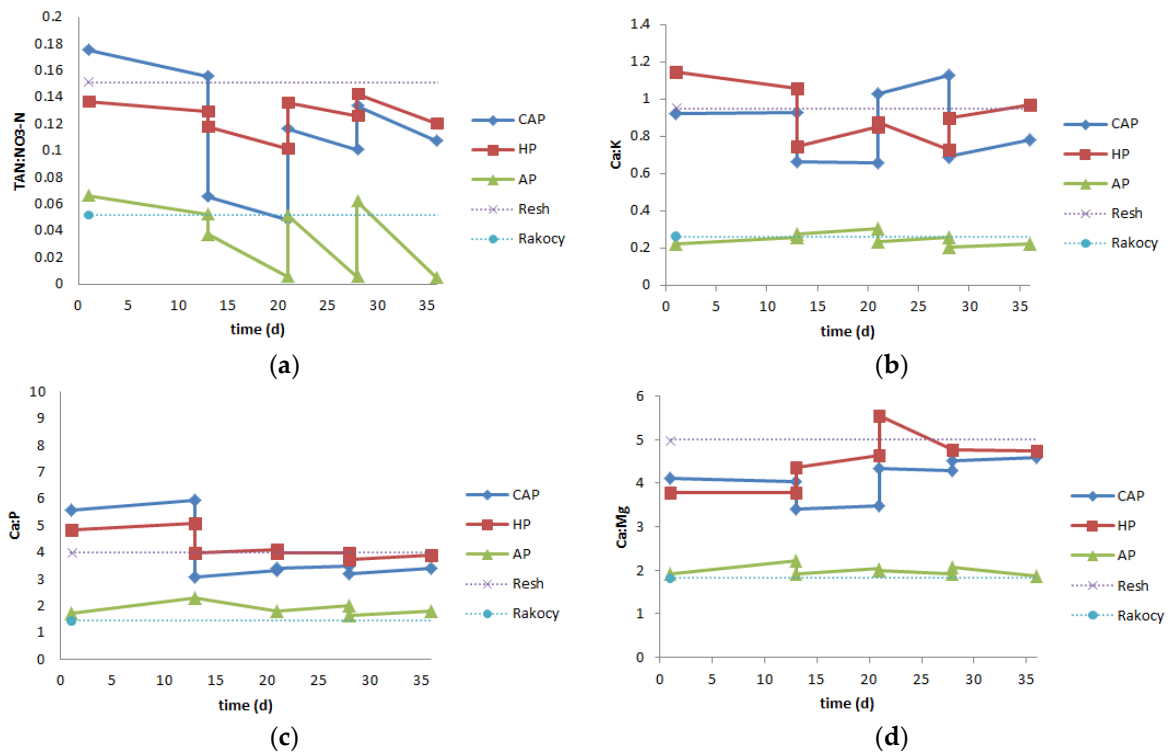 0.2
0.18
0.16
0.14
0.12
0.1
0.08
0.06
0.04
0.02
0
TAN:NO3-N
0 5 10 15 20 25 30 35
time (d)
CAP
HP
AP
Resh
Rakocy
(a)
1.4
1.2
1
0.8
0.6
0.4
0.2
0
Ca:K
0 5 10 15 20 25 30 35
time (d)
CAP
HP
AP
Resh
Rakocy
(b)
10
9
8
7
6
5
4
3
2
1
0
Ca:P
0 5 10 15 20 25 30 35
time (d)
CAP
HP
AP
Resh
Rakocy
(c)
6
5
4
3
2
1
0
Ca:Mg
0 5 10 15 20 25 30 35
time (d)
CAP
HP
AP
Resh
Rakocy
(d)